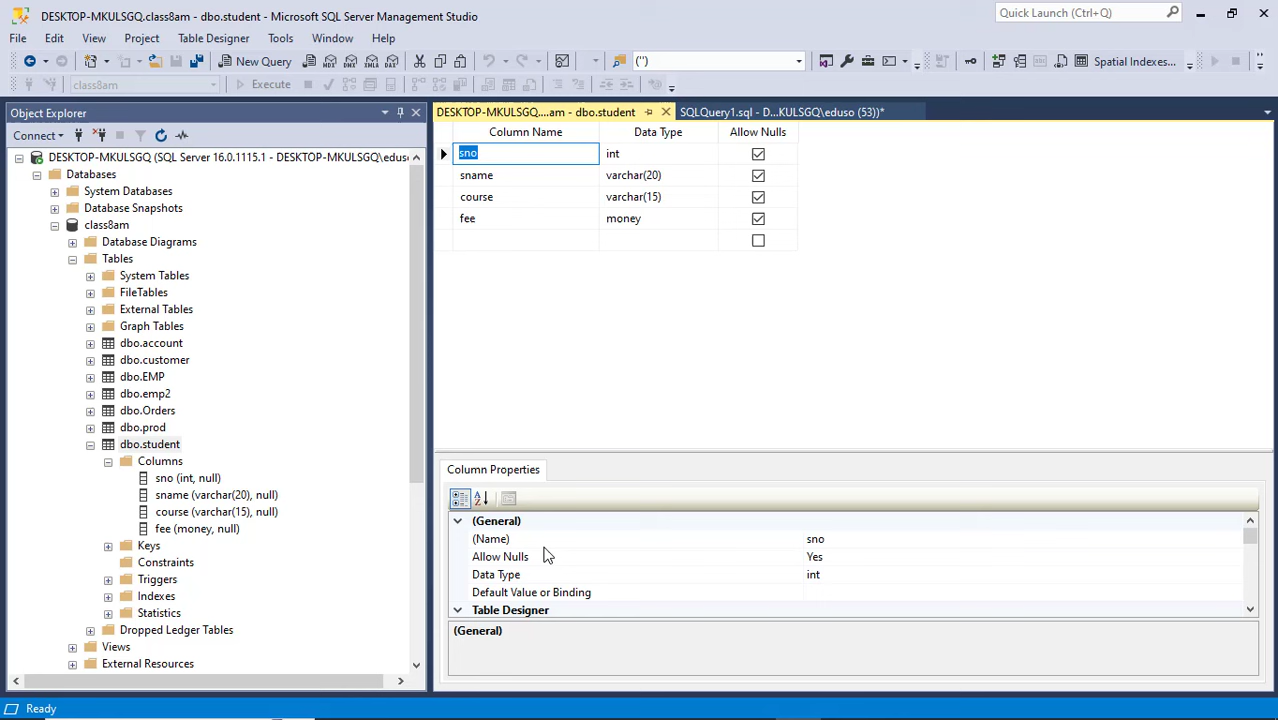 DESKTOP-MKULSGQ.class8am - dbo.student - Microsoft SQL Server Management Studio
Quick Launch (Ctrl+Q)
File Edit View Project Table Designer Tools Window Help
New Query MDX DMX XMLA DAX ('') Spatial Indexes...
class8am Execute
Object Explorer
Connect
DESKTOP-MKULSGQ (SQL Server 16.0.1115.1 - DESKTOP-MKULSGQ\eduso
Databases
System Databases
Database Snapshots
class8am
Database Diagrams
Tables
System Tables
FileTables
External Tables
Graph Tables
dbo.account
dbo.customer
dbo.EMP
dbo.emp2
dbo.Orders
dbo.prod
dbo.student
Columns
sno (int, null)
sname (varchar(20), null)
course (varchar(15), null)
fee (money, null)
Keys
Constraints
Triggers
Indexes
Statistics
Dropped Ledger Tables
Views
External Resources
DESKTOP-MKULSGQ....am - dbo.student
SQLQuery1.sql - D...KULSGQ\eduso (53))*
Column Name Data Type Allow Nulls
sno int
sname varchar(20)
course varchar(15)
fee money
Column Properties
(General)
(Name) sno
Allow Nulls Yes
Data Type int
Default Value or Binding
Table Designer
(General)
Ready